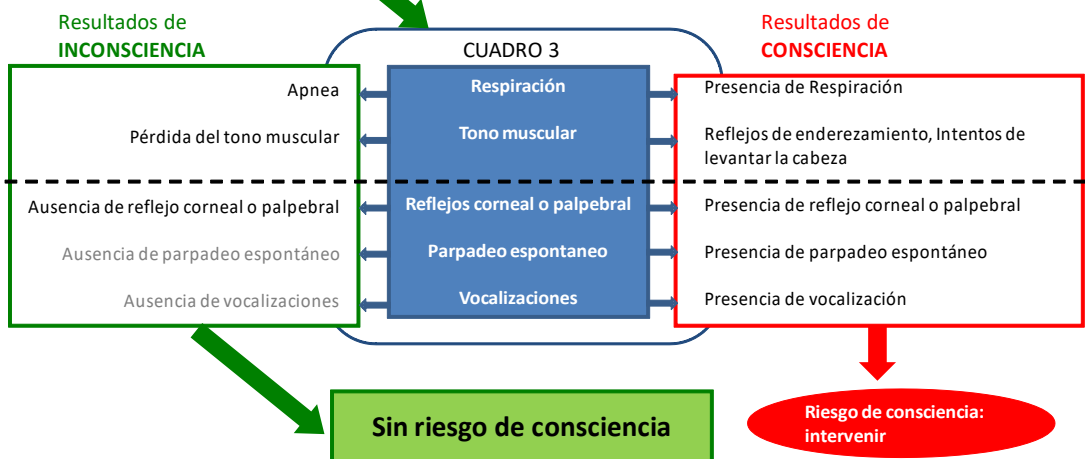 Resultados de
INCONSCIENCIA
CUADRO 3
Resultados de
CONSCIENCIA
Apnea
Respiración
Presencia de Respiración
Pérdida del tono muscular
Tono muscular
Reflejos de enderezamiento, Intentos de
levantar la cabeza
Ausencia de reflejo corneal o palpebral
Reflejos corneal o palpebral
Presencia de reflejo corneal o palpebral
Ausencia de parpadeo espontáneo
Parpadeo espontaneo
Presencia de parpadeo espontáneo
Ausencia de vocalizaciones
Vocalizaciones
Presencia de vocalización
Sin riesgo de consciencia
Riesgo de consciencia:
intervenir